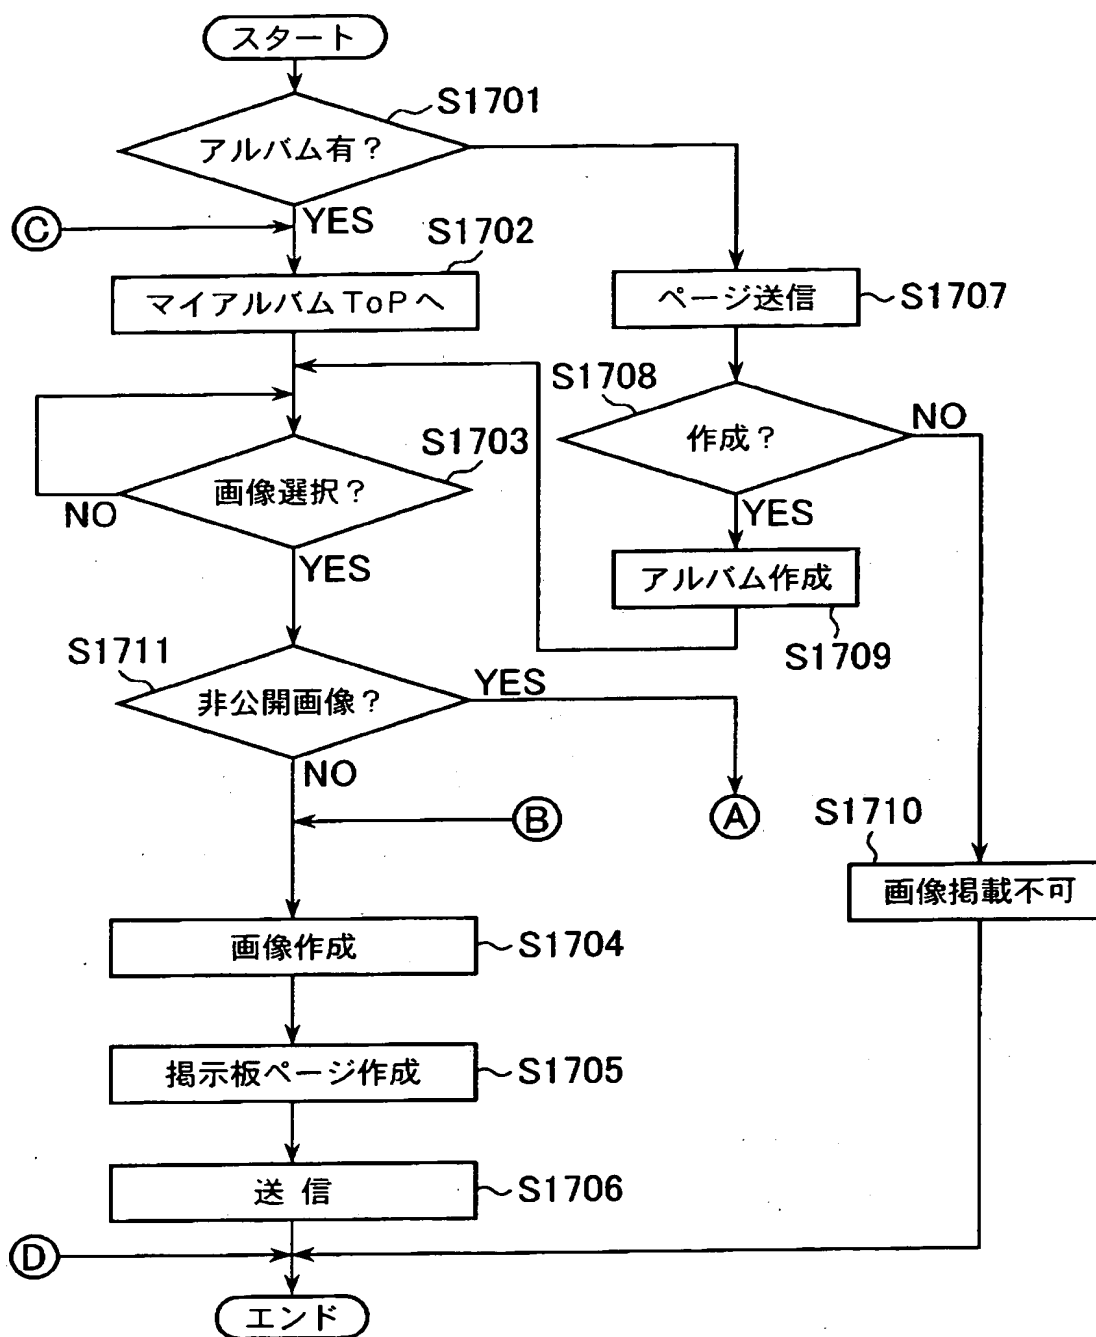 スタート
S1701
アルバム有？
YES
C
S1702
マイアルバムＴｏＰへ
ページ送信
S1707
S1708
作成？
NO
S1703
画像選択？
NO
YES
YES
アルバム作成
S1709
S1711
非公開画像？
YES
NO
B
A
S1710
画像掲載不可
画像作成
S1704
掲示板ページ作成
S1705
送 信
S1706
D
エンド